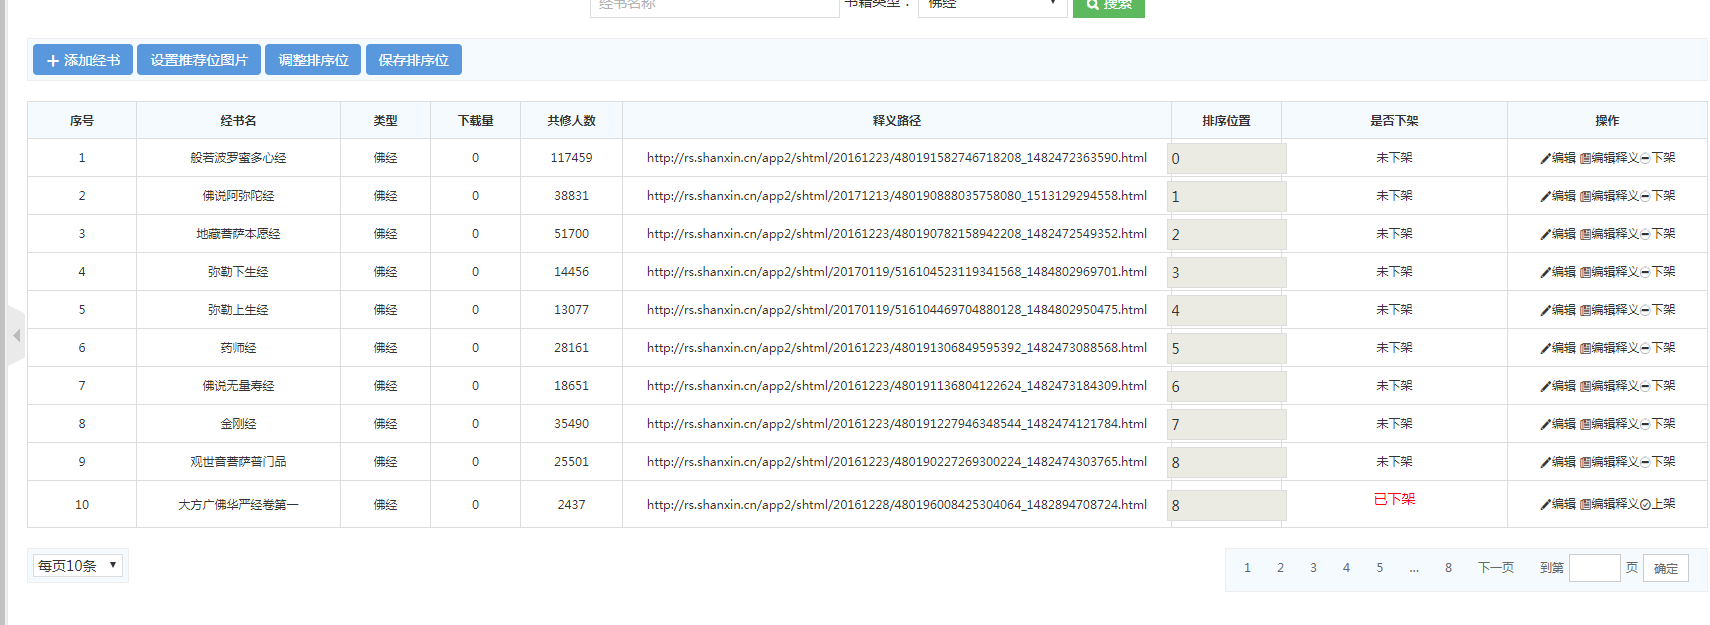 经书名称 书籍类型： 佛经 搜索
添加经书 设置推荐位图片 调整排序位 保存排序位
序号 经书名 类型 下载量 共修人数 释义路径 排序位置 是否下架 操作
1 般若波罗蜜多心经 佛经 0 117459 http://rs.shanxin.cn/app2/shtml/20161223/480191582746718208_1482472363590.html 0 未下架 编辑 编辑释义 下架
2 佛说阿弥陀经 佛经 0 38831 http://rs.shanxin.cn/app2/shtml/20171213/480190888035758080_1513129294558.html 1 未下架 编辑 编辑释义 下架
3 地藏菩萨本愿经 佛经 0 51700 http://rs.shanxin.cn/app2/shtml/20161223/480190782158942208_1482472549352.html 2 未下架 编辑 编辑释义 下架
4 弥勒下生经 佛经 0 14456 http://rs.shanxin.cn/app2/shtml/20170119/516104523119341568_1484802969701.html 3 未下架 编辑 编辑释义 下架
5 弥勒上生经 佛经 0 13077 http://rs.shanxin.cn/app2/shtml/20170119/516104469704880128_1484802950475.html 4 未下架 编辑 编辑释义 下架
6 药师经 佛经 0 28161 http://rs.shanxin.cn/app2/shtml/20161223/480191306849595392_1482473088568.html 5 未下架 编辑 编辑释义 下架
7 佛说无量寿经 佛经 0 18651 http://rs.shanxin.cn/app2/shtml/20161223/480191136804122624_1482473184309.html 6 未下架 编辑 编辑释义 下架
8 金刚经 佛经 0 35490 http://rs.shanxin.cn/app2/shtml/20161223/480191227946348544_1482474121784.html 7 未下架 编辑 编辑释义 下架
9 观世音菩萨普门品 佛经 0 25501 http://rs.shanxin.cn/app2/shtml/20161223/480190227269300224_1482474303765.html 8 未下架 编辑 编辑释义 下架
10 大方广佛华严经卷第一 佛经 0 2437 http://rs.shanxin.cn/app2/shtml/20161228/480196008425304064_1482894708724.html 8 已下架 编辑 编辑释义 上架
每页10条 1 2 3 4 5 ... 8 下一页 到第 页 确定